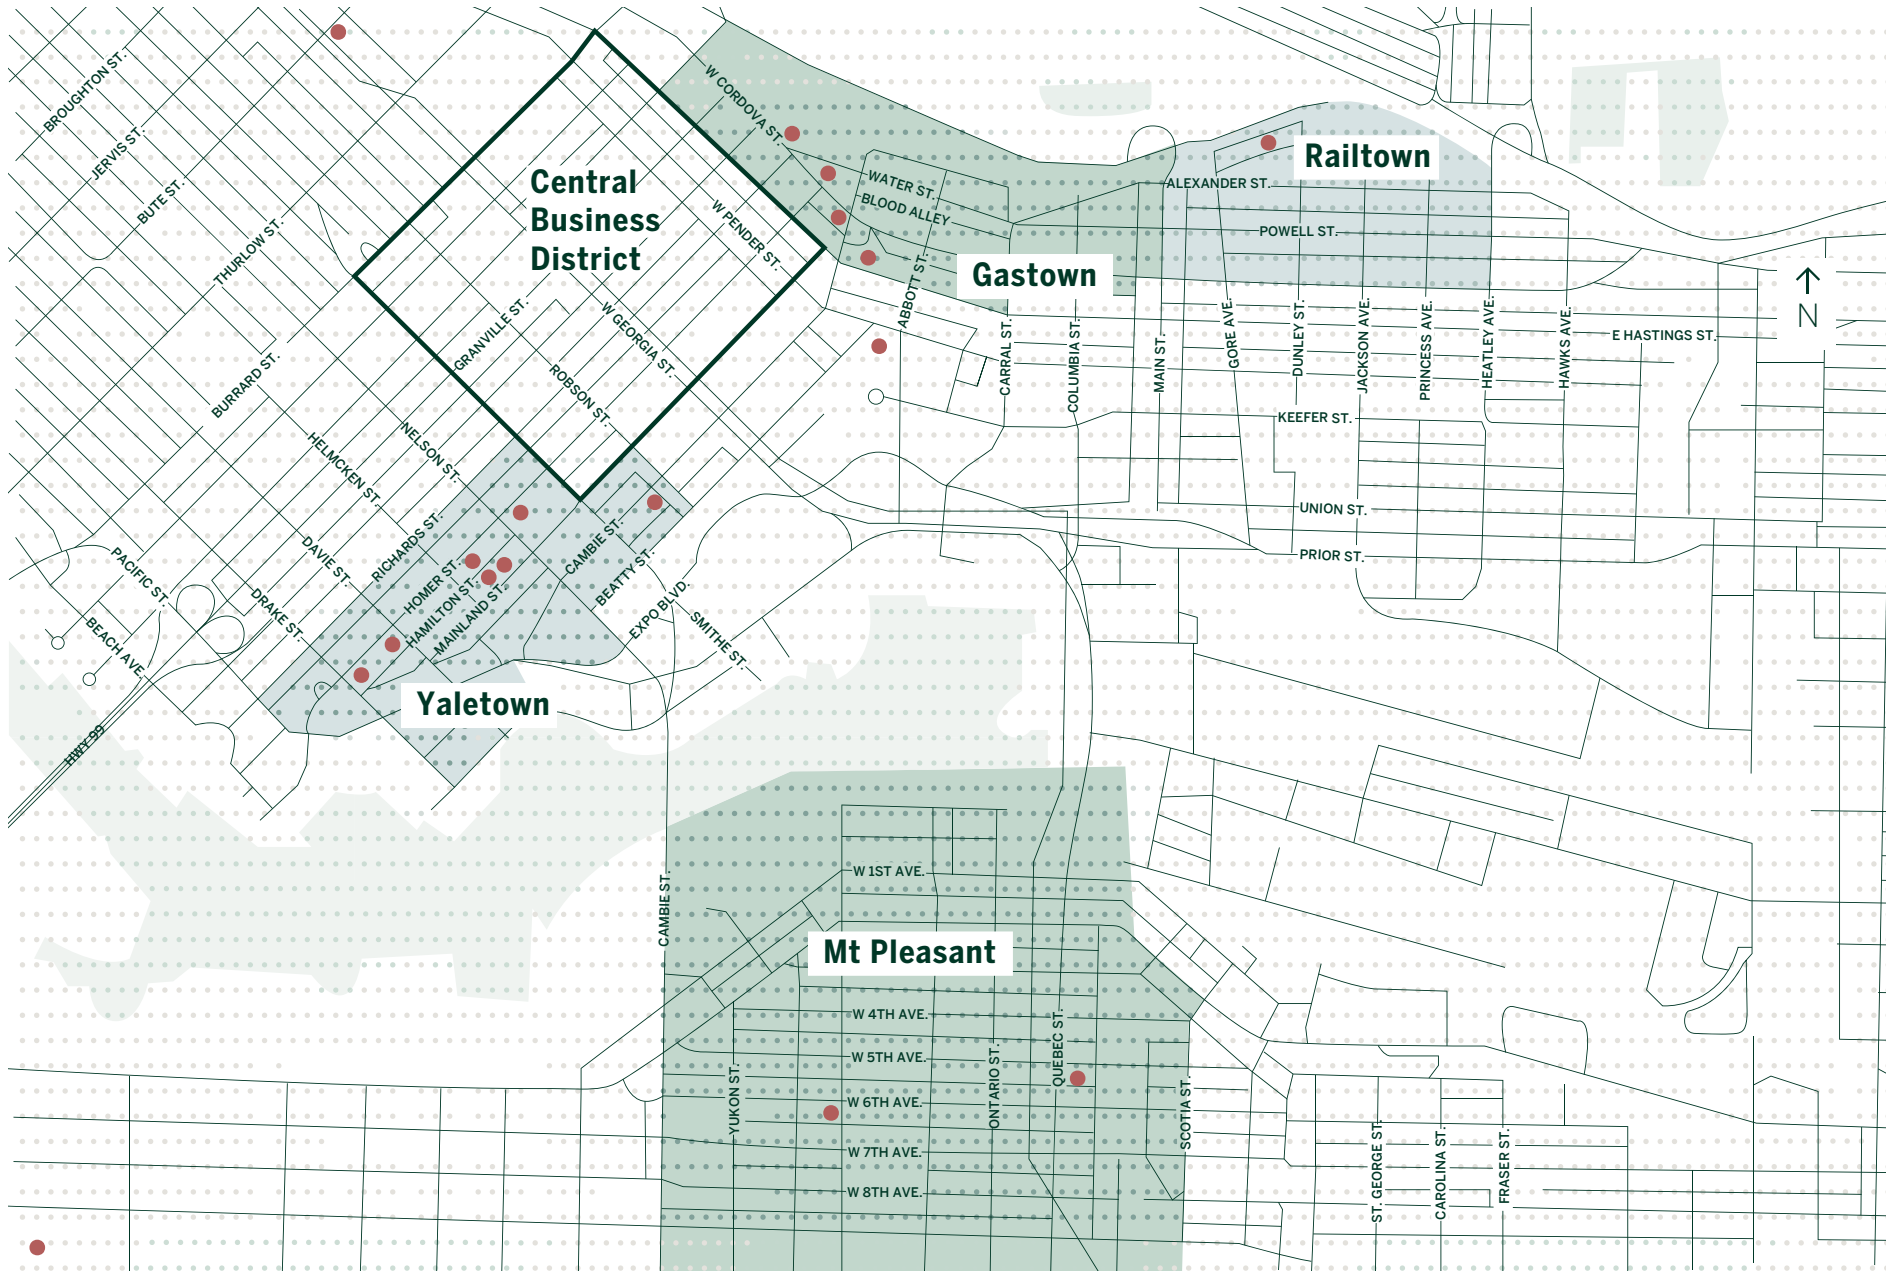 BROUGHTON ST.
JERVIS ST.
BUTE ST.
THURLOW ST.
BURRARD ST.
W CORDOVA ST.
Central
Business
District
W PENDER ST.
GRANVILLE ST.
W GEORGIA ST.
ROBSON ST.
WATER ST.
BLOOD ALLEY
Gastown
ABBOTT ST.
CARRAL ST.
COLUMBIA ST.
MAIN ST.
Railtown
ALEXANDER ST.
POWELL ST.
GORE AVE.
DUNLEY ST.
JACKSON AVE.
PRINCESS AVE.
HEATLEY AVE.
HAWKS AVE.
E HASTINGS ST.
N
KEEFER ST.
UNION ST.
PRIOR ST.
HELMCKEN ST.
NELSON ST.
RICHARDS ST.
DAVIE ST.
PACIFIC ST.
DRAKE ST.
BEACH AVE.
HWY 99
HOMER ST.
HAMILTON ST.
MAINLAND ST.
CAMBIE ST.
BEATTY ST.
EXPO BLVD.
SMITHE ST.
Yaletown
CAMBIE ST.
W 1ST AVE.
Mt Pleasant
W 4TH AVE.
W 5TH AVE.
W 6TH AVE.
W 7TH AVE.
W 8TH AVE.
YUKON ST.
ONTARIO ST.
QUEBEC ST.
SCOTIA ST.
ST. GEORGE ST.
CAROLINA ST.
FRASER ST.